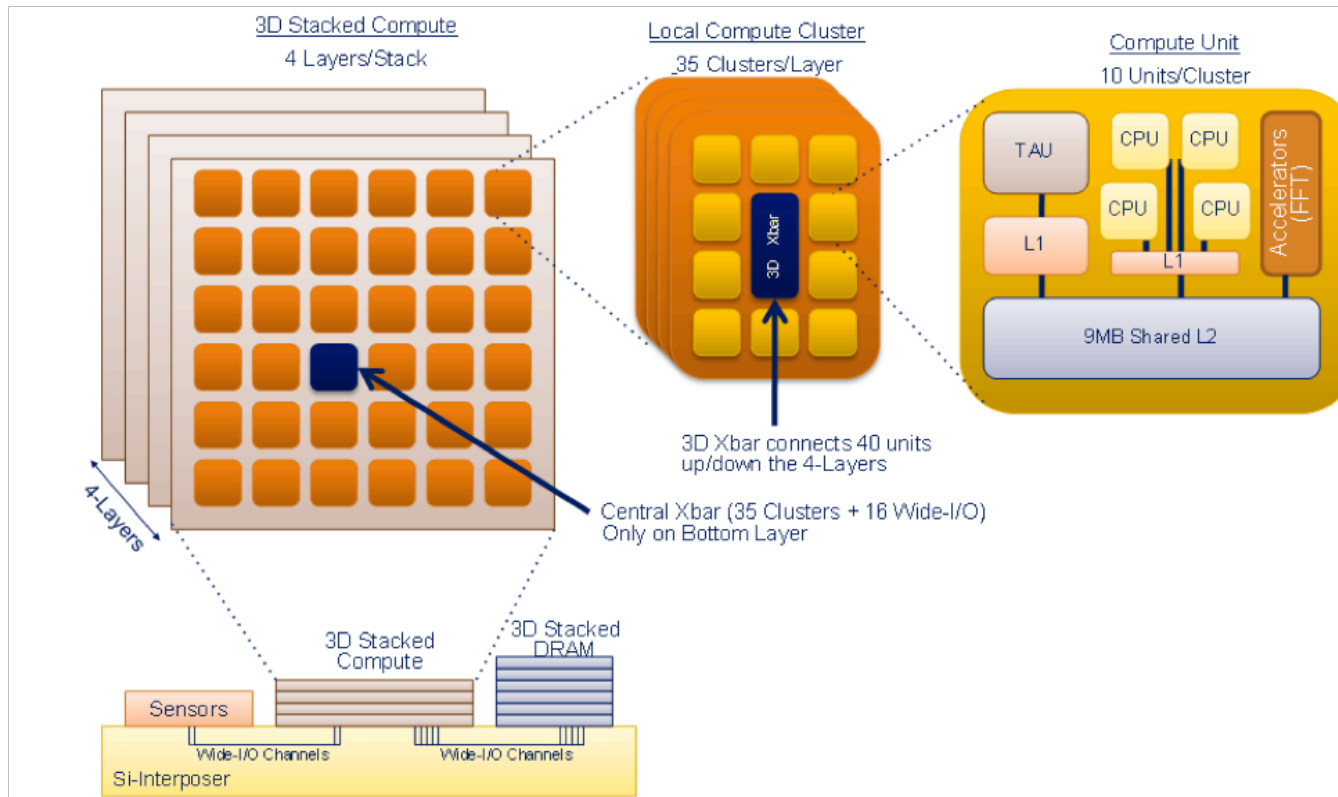 3D Stacked Compute
4 Layers/Stack
Local Compute Cluster
35 Clusters/Layer
Compute Unit
10 Units/Cluster
TAU
CPU
CPU
CPU
CPU
L1
L1
Accelerators
(FFT)
9MB Shared L2
3D Xbar
3D Xbar connects 40 units
up/down the 4-Layers
Central Xbar (35 Clusters + 16 Wide-I/O)
Only on Bottom Layer
4-Layers
3D Stacked
Compute
3D Stacked
DRAM
Sensors
Wide-I/O Channels
Wide-I/O Channels
Si-Interposer